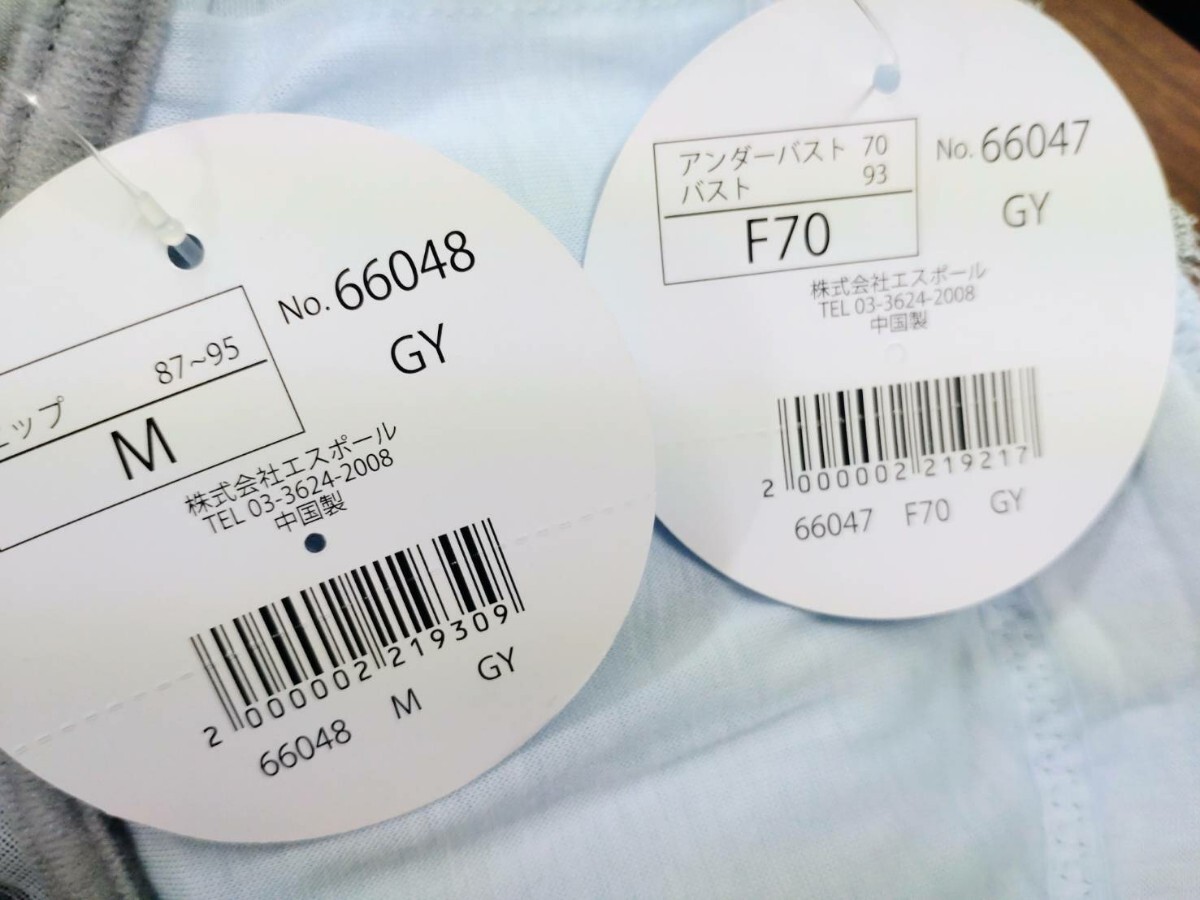 No. 66048
GY
87~95
ップ
M
株式会社エスポール
TEL 03-3624-2008
中国製
2 000002 219309
66048 M GY
アンダーバスト 70
バスト 93
F70
No. 66047
GY
株式会社エスポール
TEL 03-3624-2008
中国製
2 000002 219217
66047 F70 GY